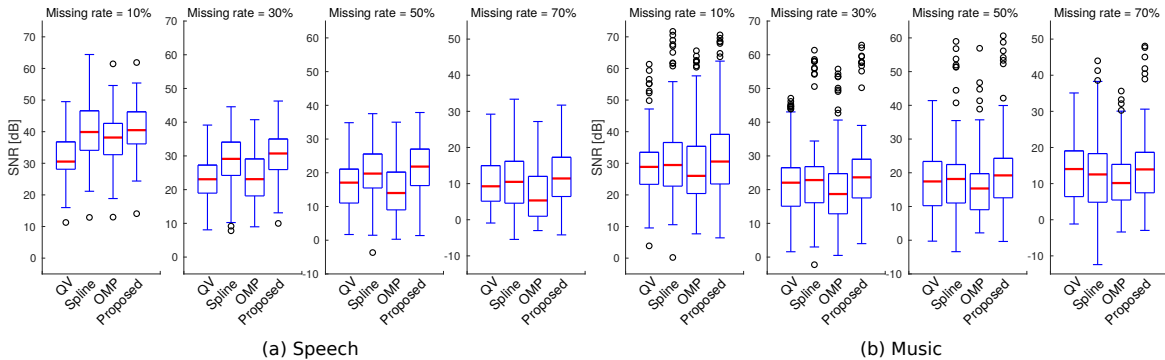 Missing rate = 10% Missing rate = 30% Missing rate = 50% Missing rate = 70% Missing rate = 10% Missing rate = 30% Missing rate = 50% Missing rate = 70%
SNR [dB]
70
60
50
40
30
20
10
0
QV
Spline
OMP
Proposed
60
50
40
30
20
10
0
QV
Spline
OMP
Proposed
60
50
40
30
20
10
0
-10
QV
Spline
OMP
Proposed
50
40
30
20
10
0
-10
QV
Spline
OMP
Proposed
SNR [dB]
70
60
50
40
30
20
10
0
QV
Spline
OMP
Proposed
70
60
50
40
30
20
10
0
QV
Spline
OMP
Proposed
60
50
40
30
20
10
0
-10
QV
Spline
OMP
Proposed
50
40
30
20
10
0
-10
QV
Spline
OMP
Proposed
(a) Speech
(b) Music